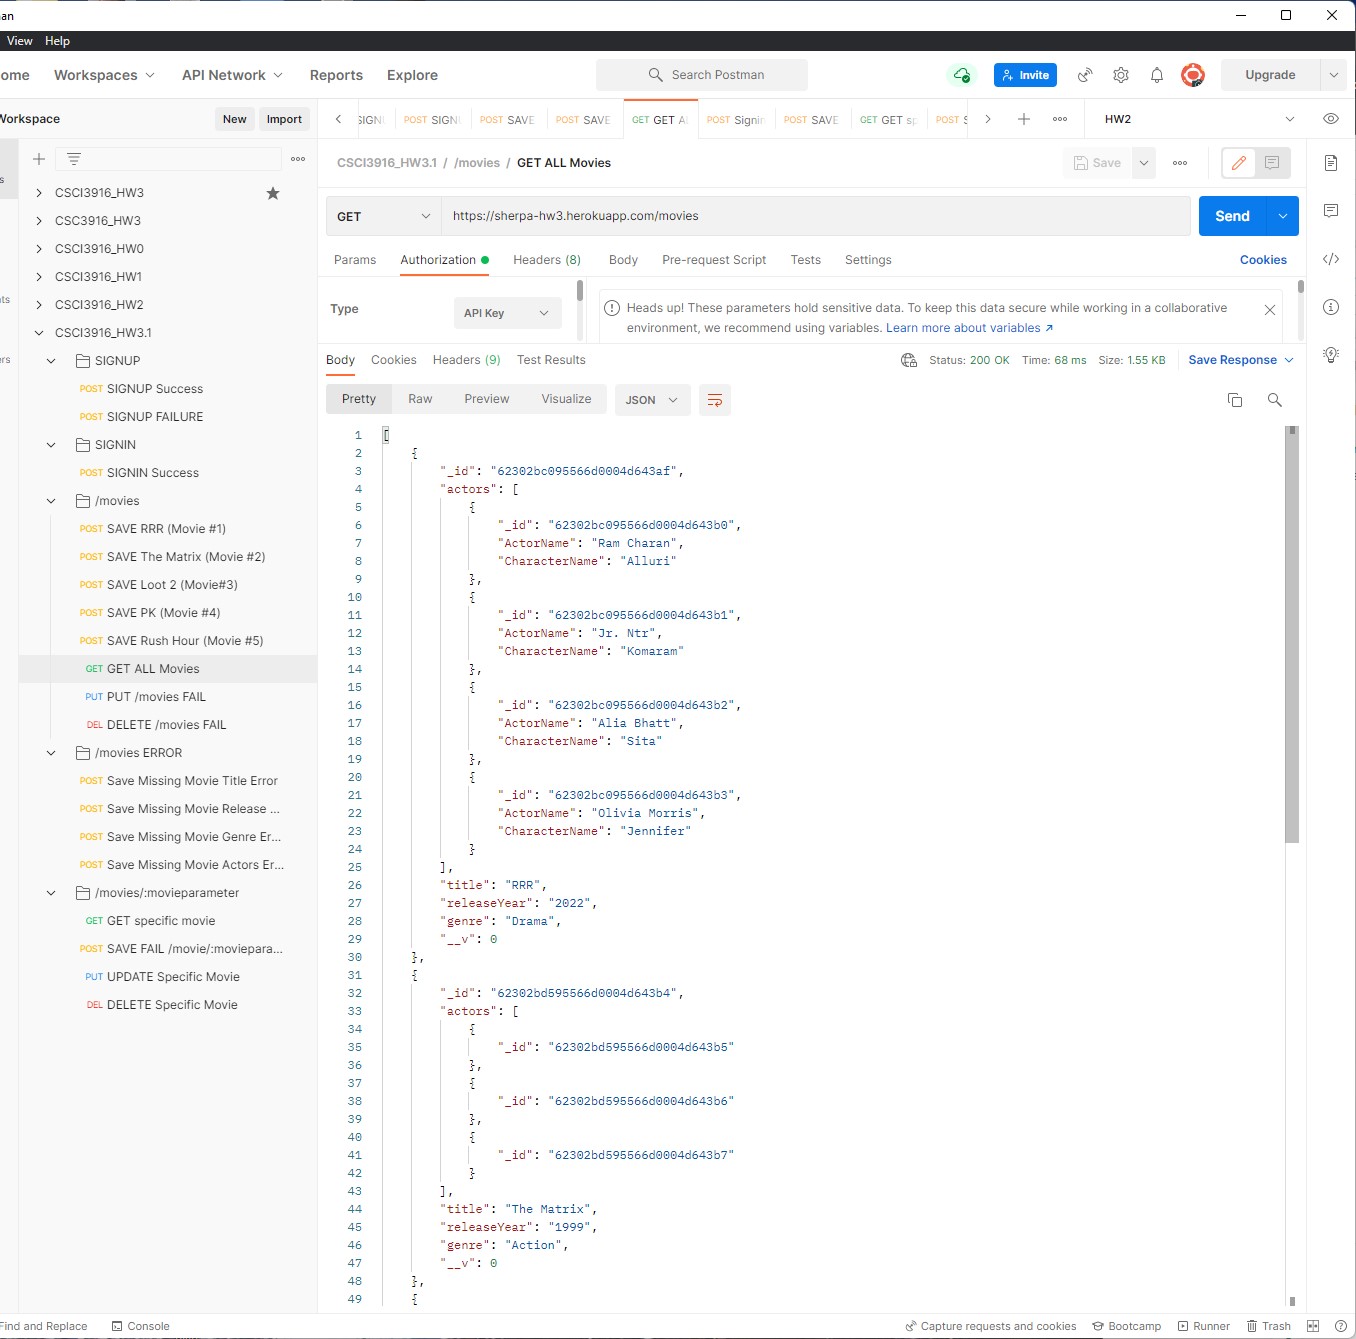 View Help
Workspaces API Network Reports Explore Search Postman Invite Upgrade
New Import POST SAVE POST SAVE GET POST POST SAVE GET POST HW2
CSCI3916_HW3.1 / /movies / GET ALL Movies Save
CSCI3916_HW3
CSC3916_HW3
CSCI3916_HW0
CSCI3916_HW1
CSCI3916_HW2
CSCI3916_HW3.1
SIGNUP
POST SIGNUP Success
POST SIGNUP FAILURE
SIGNIN
POST SIGNIN Success
/movies
POST SAVE RRR (Movie #1)
POST SAVE The Matrix (Movie #2)
POST SAVE Loot 2 (Movie#3)
POST SAVE PK (Movie #4)
POST SAVE Rush Hour (Movie #5)
GET GET ALL Movies
PUT PUT /movies FAIL
DEL DELETE /movies FAIL
/movies ERROR
POST Save Missing Movie Title Error
POST Save Missing Movie Release ...
POST Save Missing Movie Genre Er...
POST Save Missing Movie Actors Er...
/movies/:movieparameter
GET GET specific movie
POST SAVE FAIL /movie/:moviepara...
PUT UPDATE Specific Movie
DEL DELETE Specific Movie
GET https://sherpa-hw3.herokuapp.com/movies Send
Params Authorization Headers (8) Body Pre-request Script Tests Settings Cookies
Type API Key
Heads up! These parameters hold sensitive data. To keep this data secure while working in a collaborative
environment, we recommend using variables. Learn more about variables ↗
Body Cookies Headers (9) Test Results Status: 200 OK Time: 68 ms Size: 1.55 KB Save Response
Pretty Raw Preview Visualize JSON
1 [
2 {
3 "_id": "62302bc095566d0004d643af",
4 "actors": [
5 {
6 "_id": "62302bc095566d0004d643b0",
7 "ActorName": "Ram Charan",
8 "CharacterName": "Alluri"
9 },
10 {
11 "_id": "62302bc095566d0004d643b1",
12 "ActorName": "Jr. Ntr",
13 "CharacterName": "Komaram"
14 },
15 {
16 "_id": "62302bc095566d0004d643b2",
17 "ActorName": "Alia Bhatt",
18 "CharacterName": "Sita"
19 },
20 {
21 "_id": "62302bc095566d0004d643b3",
22 "ActorName": "Olivia Morris",
23 "CharacterName": "Jennifer"
24 }
25 ],
26 "title": "RRR",
27 "releaseYear": "2022",
28 "genre": "Drama",
29 "__v": 0
30 },
31 {
32 "_id": "62302bd595566d0004d643b4",
33 "actors": [
34 {
35 "_id": "62302bd595566d0004d643b5"
36 },
37 {
38 "_id": "62302bd595566d0004d643b6"
39 },
40 {
41 "_id": "62302bd595566d0004d643b7"
42 }
43 ],
44 "title": "The Matrix",
45 "releaseYear": "1999",
46 "genre": "Action",
47 "__v": 0
48 },
49 {
Find and Replace Console Capture requests and cookies Bootcamp Runner Trash